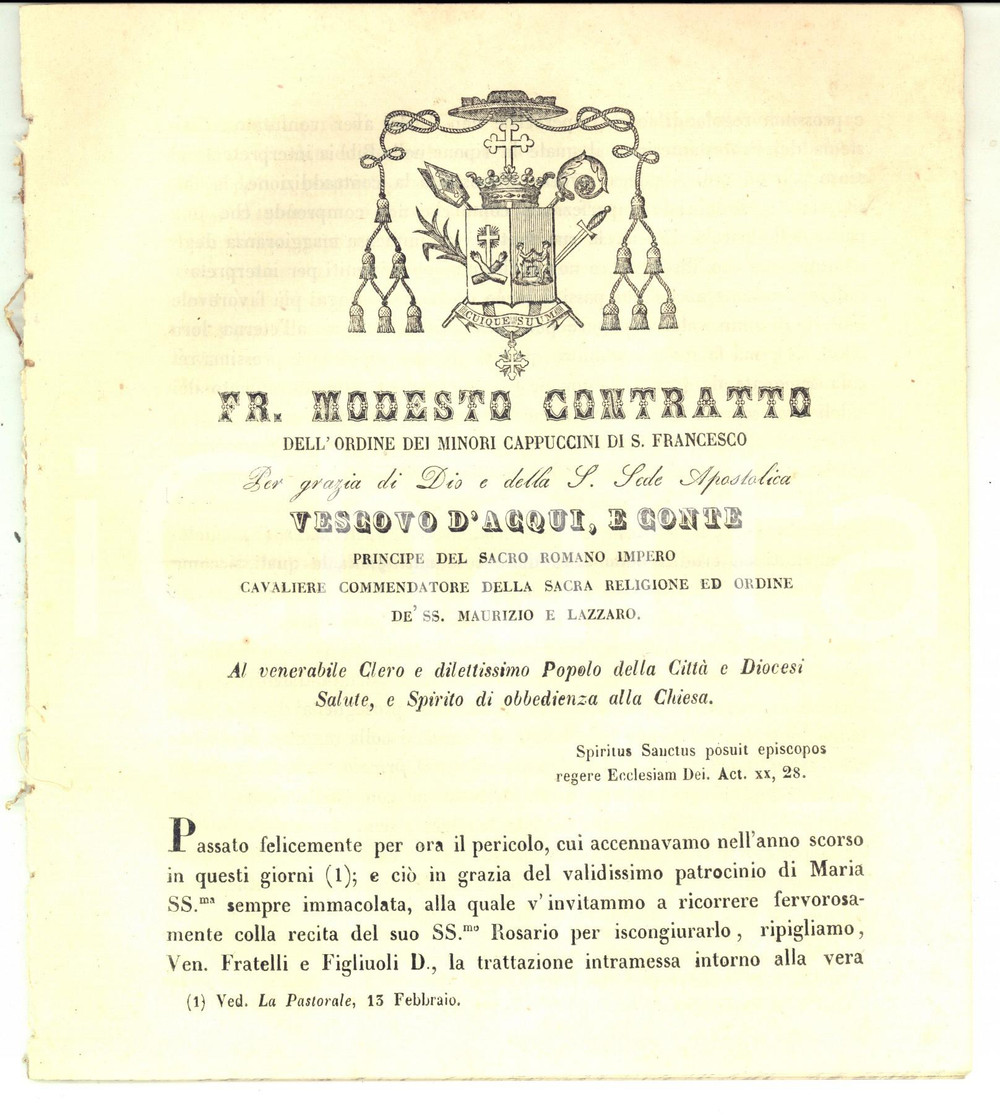 CUIQUE SUUM
FR. MODESTO CONTRATTO
DELL' ORDINE DEI MINORI CAPPUCCINI DI S. FRANCESCO
Per grazia di Dio e della S. Sede Apostolica
VESCOVO D'ACQUI, E CONTE
PRINCIPE DEL SACRO ROMANO IMPERO
CAVALIERE COMMENDATORE DELLA SACRA RELIGIONE ED ORDINE
DE' SS. MAURIZIO E LAZZARO.
Al venerabile Clero e dilettissimo Popolo della Città e Diocesi
Salute, e Spirito di obbedienza alla Chiesa.
Spiritus Sanctus posuit episcopos
regere Ecclesiam Dei. Act. xx, 28.
Passato felicemente per ora il pericolo, cui accennavamo nell'anno scorso
in questi giorni (1); e ciò in grazia del validissimo patrocinio di Maria
SS.ma sempre immacolata, alla quale v'invitammo a ricorrere fervorosa-
mente colla recita del suo SS.mo Rosario per iscongiurarlo, ripigliamo,
Ven. Fratelli e Figliuoli D., la trattazione intramessa intorno alla vera
(1) Ved. La Pastorale, 13 Febbraio.